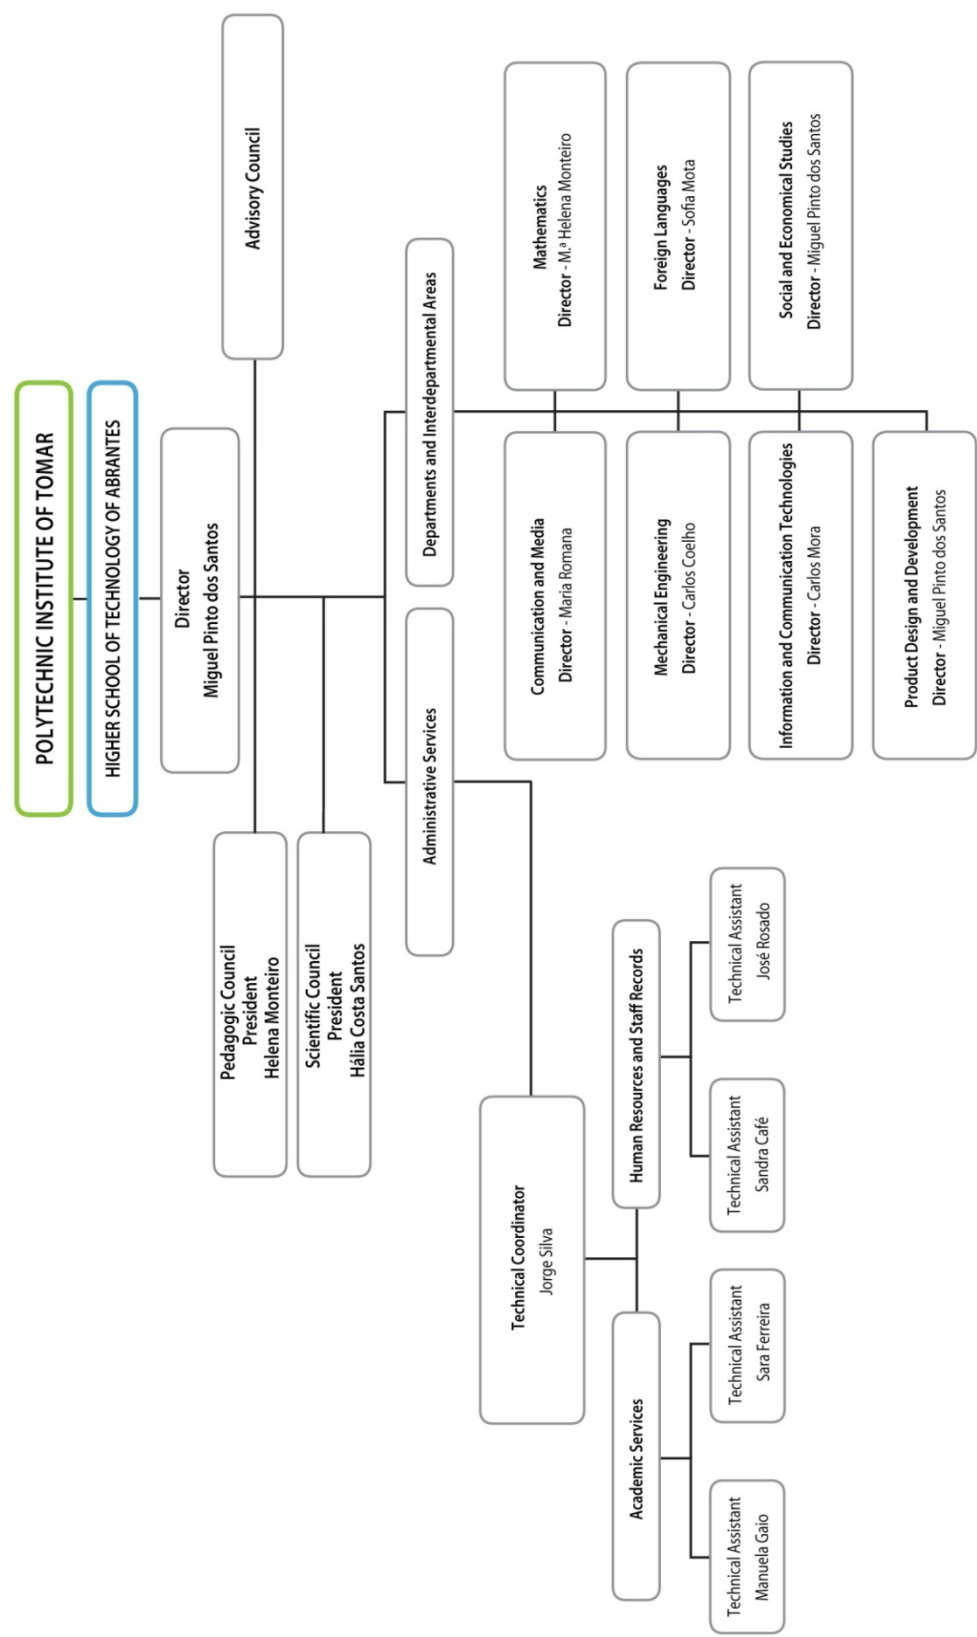 POLYTECHNIC INSTITUTE OF TOMAR
HIGHER SCHOOL OF TECHNOLOGY OF ABRANTES
Director
Miguel Pinto dos Santos
Pedagogic Council
President
Helena Monteiro
Advisory Council
Scientific Council
President
Hália Costa Santos
Administrative Services
Departments and Interdepartmental Areas
Technical Coordinator
Jorge Silva
Academic Services
Human Resources and Staff Records
Technical Assistant
Manuela Gaio
Technical Assistant
Sara Ferreira
Technical Assistant
Sandra Café
Technical Assistant
José Rosado
Communication and Media
Director - Maria Romana
Mathematics
Director - M.ª Helena Monteiro
Mechanical Engineering
Director - Carlos Coelho
Foreign Languages
Director - Sofia Mota
Information and Communication Technologies
Director - Carlos Mora
Social and Economical Studies
Director - Miguel Pinto dos Santos
Product Design and Development
Director - Miguel Pinto dos Santos